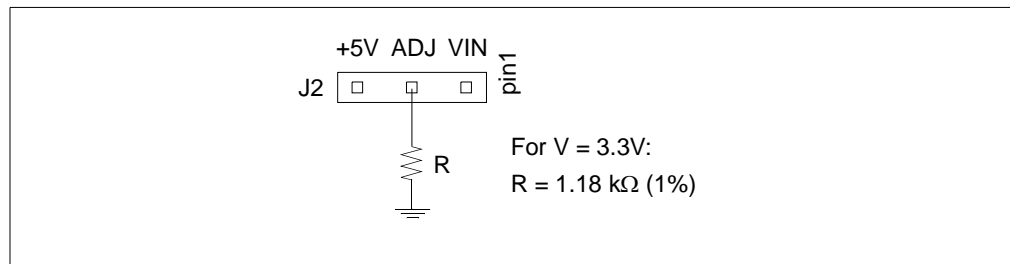 +5V ADJ VIN
pin1
J2
R
For V = 3.3V:
R = 1.18 kΩ (1%)